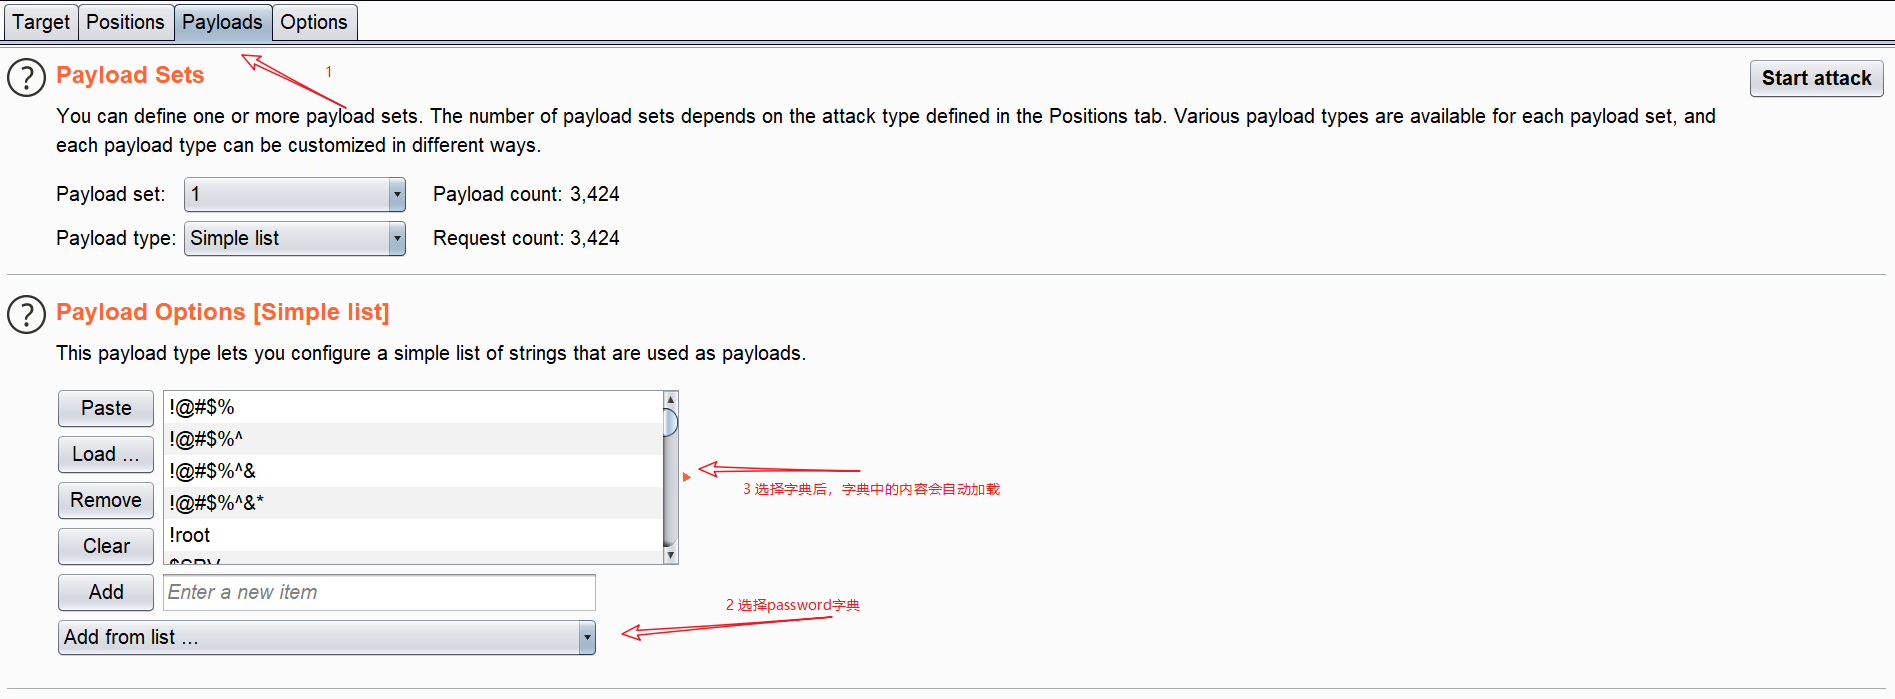 Target Positions Payloads Options
1
Payload Sets
Start attack
You can define one or more payload sets. The number of payload sets depends on the attack type defined in the Positions tab. Various payload types are available for each payload set, and
each payload type can be customized in different ways.
Payload set: 1 Payload count: 3,424
Payload type: Simple list Request count: 3,424
Payload Options [Simple list]
This payload type lets you configure a simple list of strings that are used as payloads.
Paste
Load ...
Remove
Clear
!@#$%
!@#$%^
!@#$%^&
!@#$%^&*
!root
$SRV
3 选择字典后，字典中的内容会自动加载
Add Enter a new item
2 选择password字典
Add from list ...